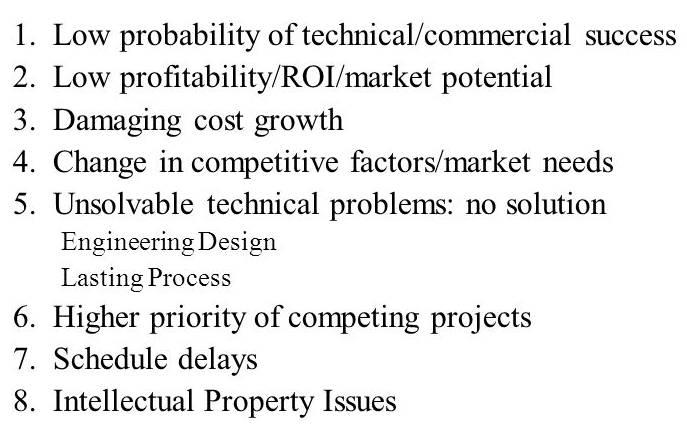 1. Low probability of technical/commercial success
2. Low profitability/ROI/market potential
3. Damaging cost growth
4. Change in competitive factors/market needs
5. Unsolvable technical problems: no solution
Engineering Design
Lasting Process
6. Higher priority of competing projects
7. Schedule delays
8. Intellectual Property Issues